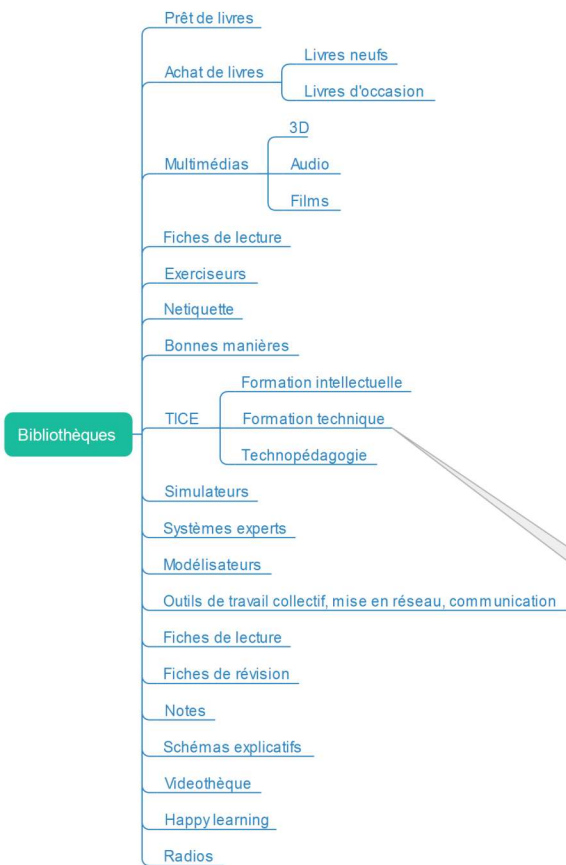 Prêt de livres
Achat de livres
Livres neufs
Livres d'occasion
Multimédias
3D
Audio
Films
Fiches de lecture
Exerciseurs
Netiquette
Bonnes manières
Bibliothèques
TICE
Formation intellectuelle
Formation technique
Technopédagogie
Simulateurs
Systèmes experts
Modélisateurs
Outils de travail collectif, mise en réseau, communication
Fiches de lecture
Fiches de révision
Notes
Schémas explicatifs
Videothèque
Happy learning
Radios